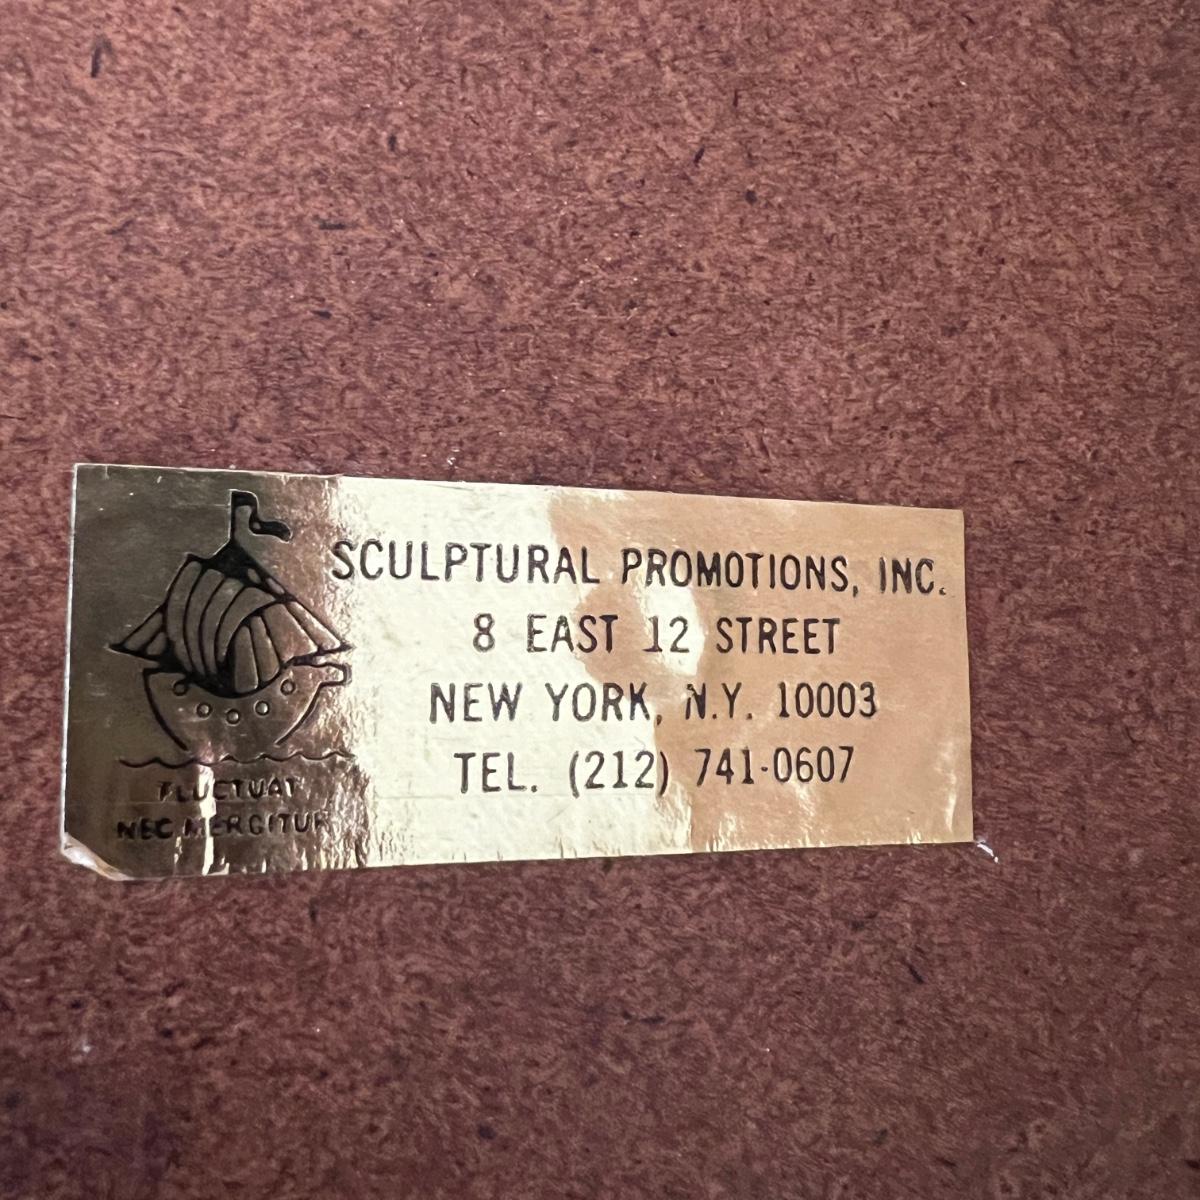 SCULPTURAL PROMOTIONS, INC.
8 EAST 12 STREET
NEW YORK, N.Y. 10003
TEL. (212) 741-0607
FLUCTUAT
NEC MERGITUR